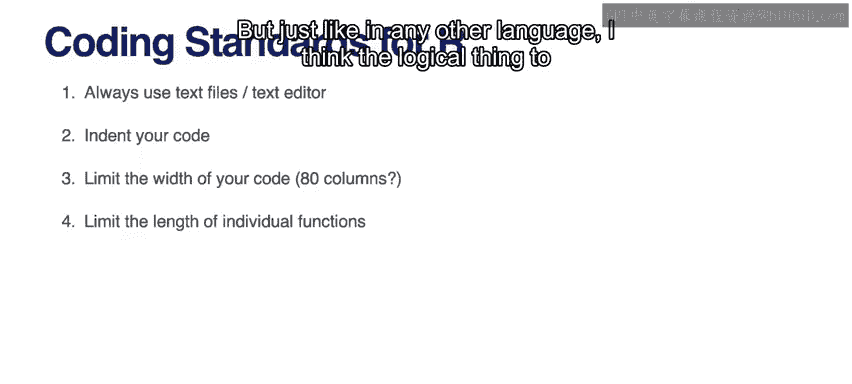 But just like in any other language, I
think the logical thing to
Coding Standards for R
1. Always use text files / text editor
2. Indent your code
3. Limit the width of your code (80 columns?)
4. Limit the length of individual functions